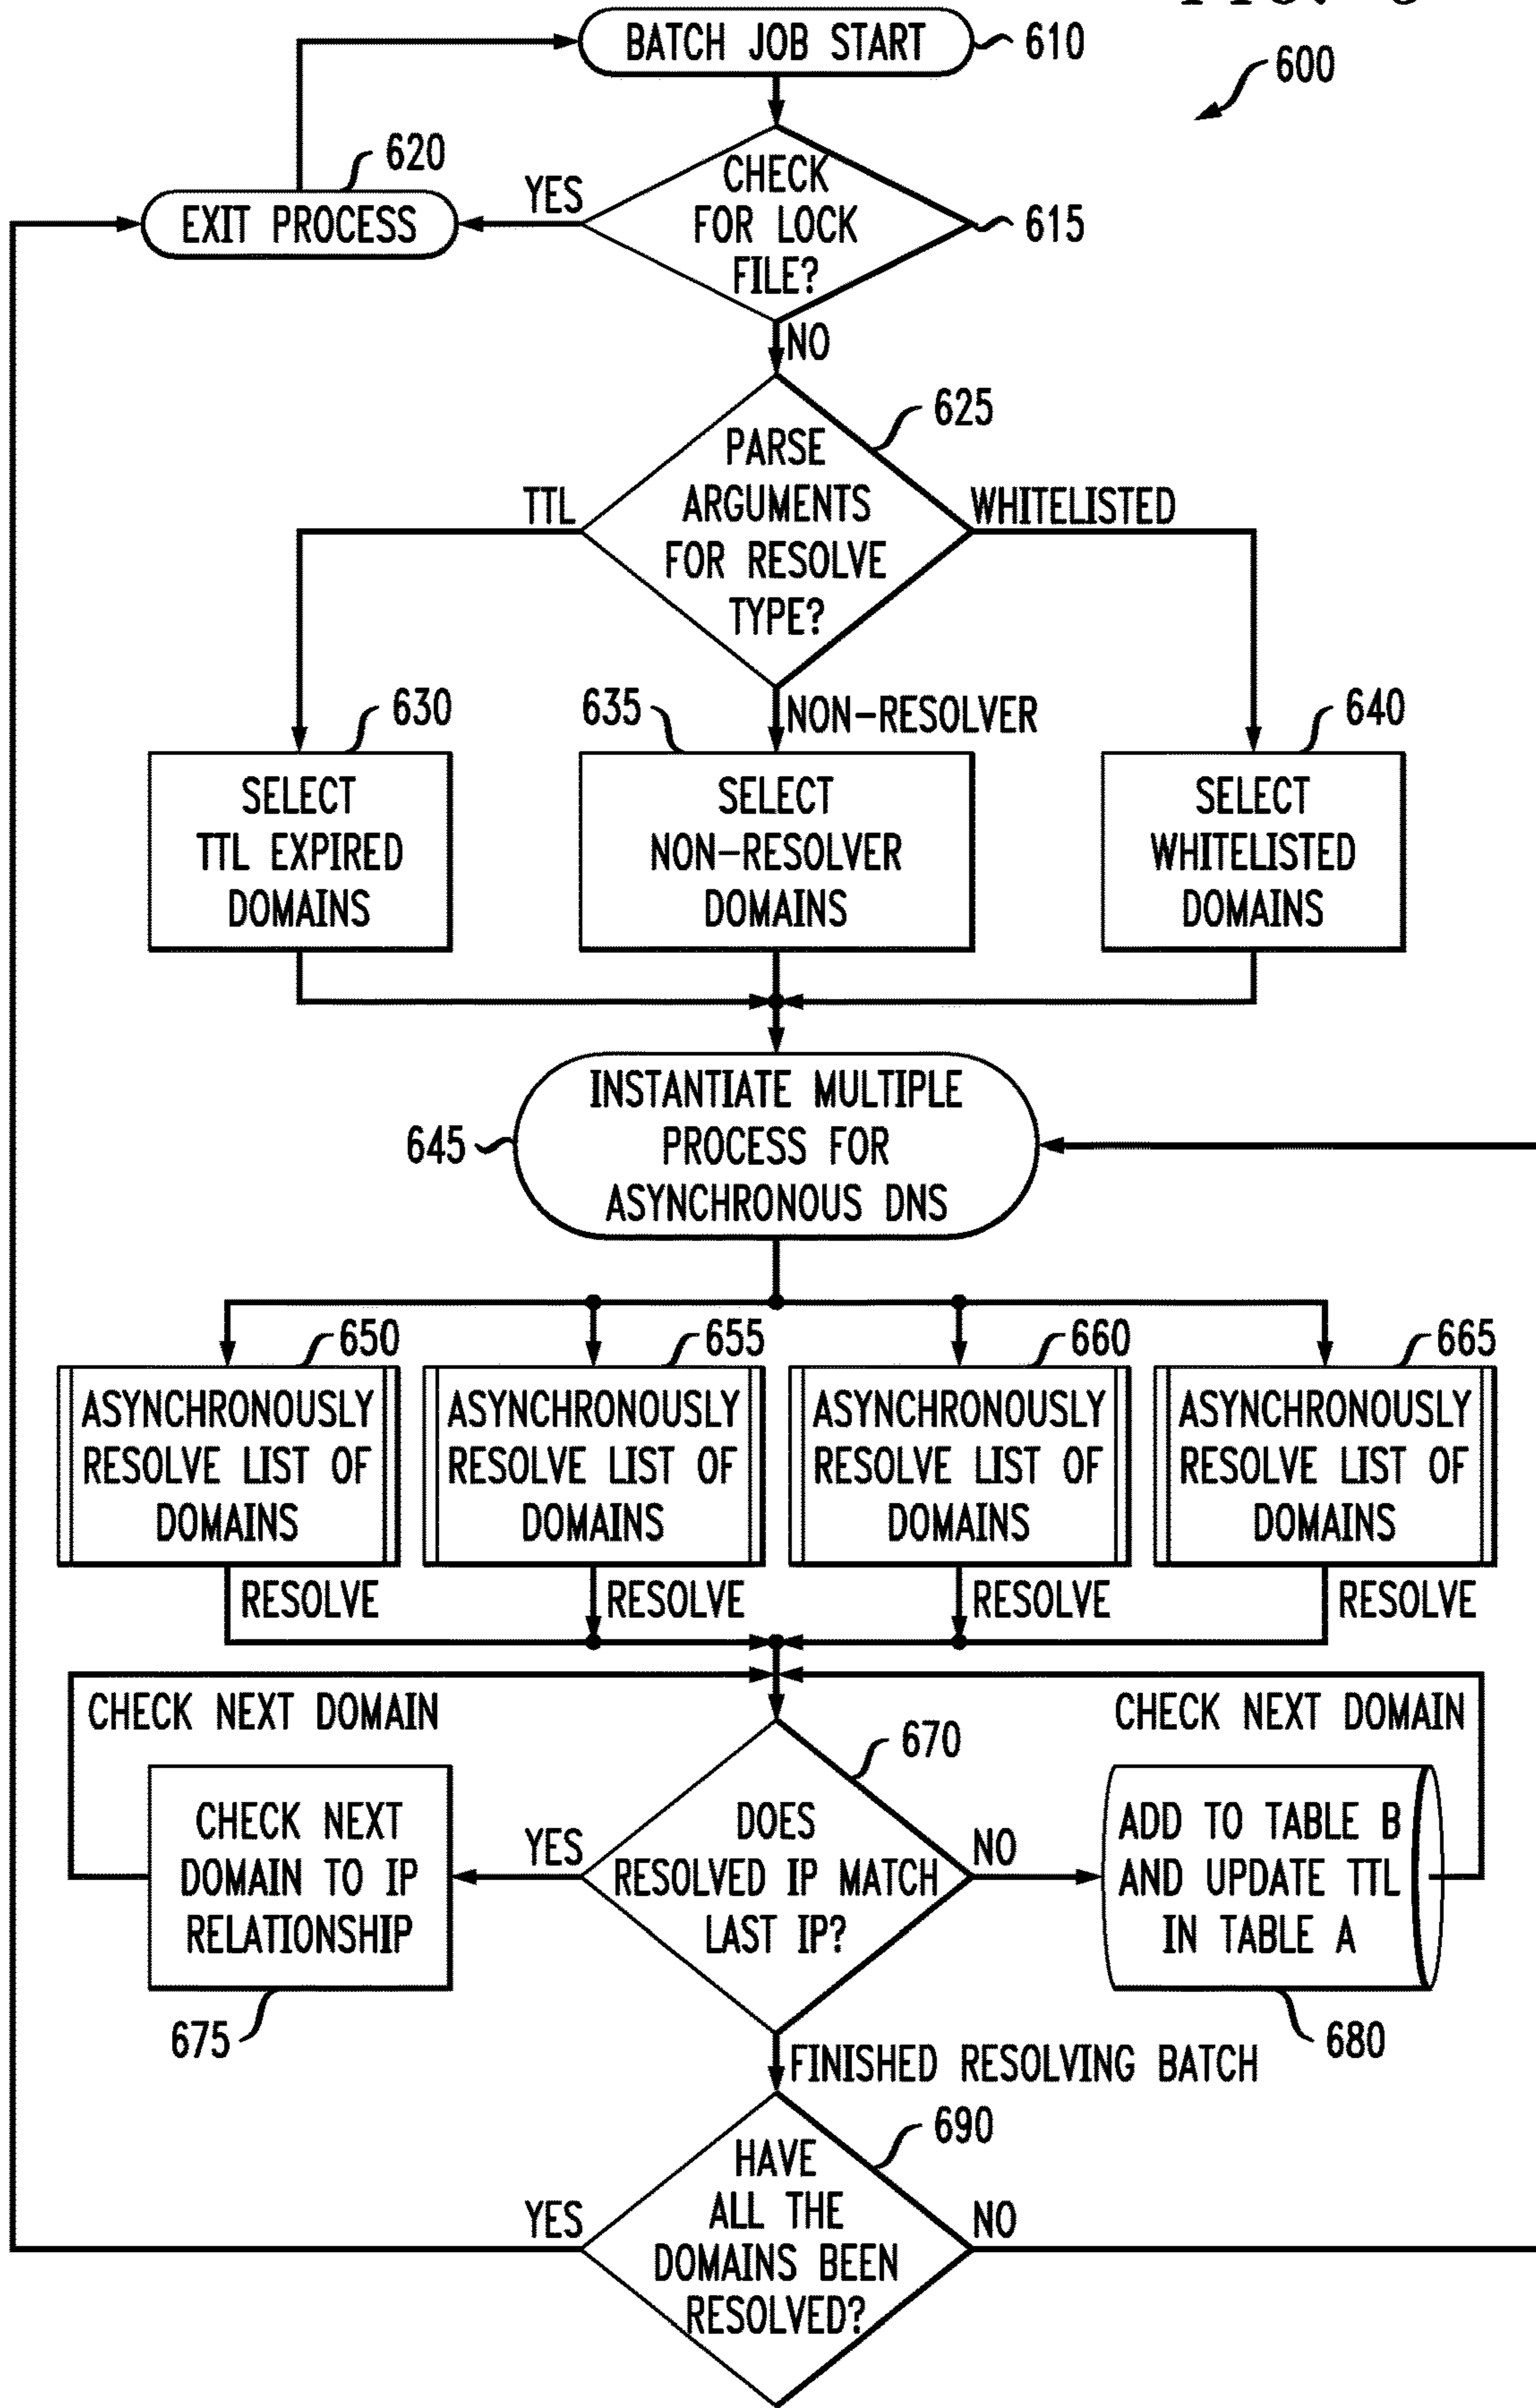 BATCH JOB START
610
600
620
EXIT PROCESS
YES
CHECK
FOR LOCK
FILE?
615
NO
625
PARSE
ARGUMENTS
FOR RESOLVE
TYPE?
TTL
WHITELISTED
NON-RESOLVER
630
SELECT
TTL EXPIRED
DOMAINS
635
SELECT
NON-RESOLVER
DOMAINS
640
SELECT
WHITELISTED
DOMAINS
645
INSTANTIATE MULTIPLE
PROCESS FOR
ASYNCHRONOUS DNS
650
ASYNCHRONOUSLY
RESOLVE LIST OF
DOMAINS
RESOLVE
655
ASYNCHRONOUSLY
RESOLVE LIST OF
DOMAINS
RESOLVE
660
ASYNCHRONOUSLY
RESOLVE LIST OF
DOMAINS
RESOLVE
665
ASYNCHRONOUSLY
RESOLVE LIST OF
DOMAINS
RESOLVE
CHECK NEXT DOMAIN
CHECK NEXT DOMAIN
670
DOES
RESOLVED IP MATCH
LAST IP?
YES
CHECK NEXT
DOMAIN TO IP
RELATIONSHIP
675
NO
ADD TO TABLE B
AND UPDATE TTL
IN TABLE A
680
FINISHED RESOLVING BATCH
690
HAVE
ALL THE
DOMAINS BEEN
RESOLVED?
YES
NO